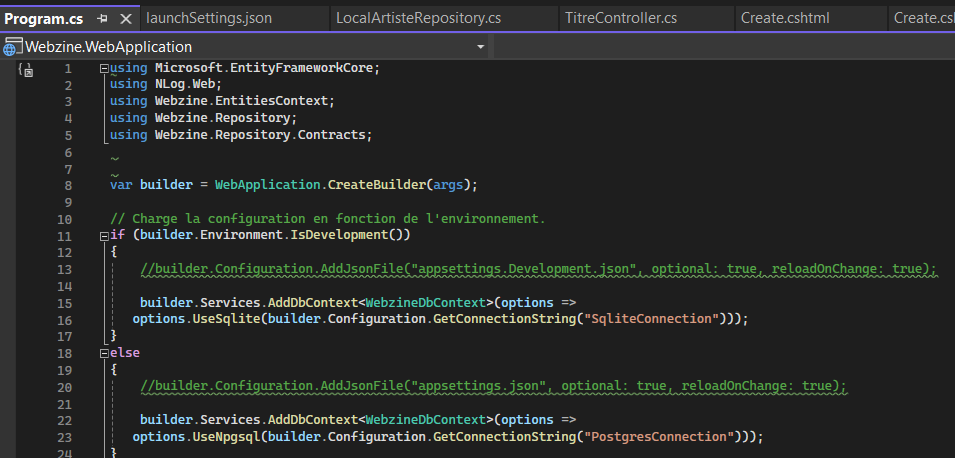 Program.cs
launchSettings.json
LocalArtisteRepository.cs
TitreController.cs
Create.cshtml
Create.csl
Webzine.WebApplication
1 using Microsoft.EntityFrameworkCore;
2 using NLog.Web;
3 using Webzine.EntitiesContext;
4 using Webzine.Repository;
5 using Webzine.Repository.Contracts;
6
7
8 var builder = WebApplication.CreateBuilder(args);
9
10 // Charge la configuration en fonction de l'environnement.
11 if (builder.Environment.IsDevelopment())
12 {
13 //builder.Configuration.AddJsonFile("appsettings.Development.json", optional: true, reloadOnChange: true);
14
15 builder.Services.AddDbContext<WebzineDbContext>(options =>
16 options.UseSqlite(builder.Configuration.GetConnectionString("SqliteConnection")));
17 }
18 else
19 {
20 //builder.Configuration.AddJsonFile("appsettings.json", optional: true, reloadOnChange: true);
21
22 builder.Services.AddDbContext<WebzineDbContext>(options =>
23 options.UseNpgsql(builder.Configuration.GetConnectionString("PostgresConnection")));
24 }